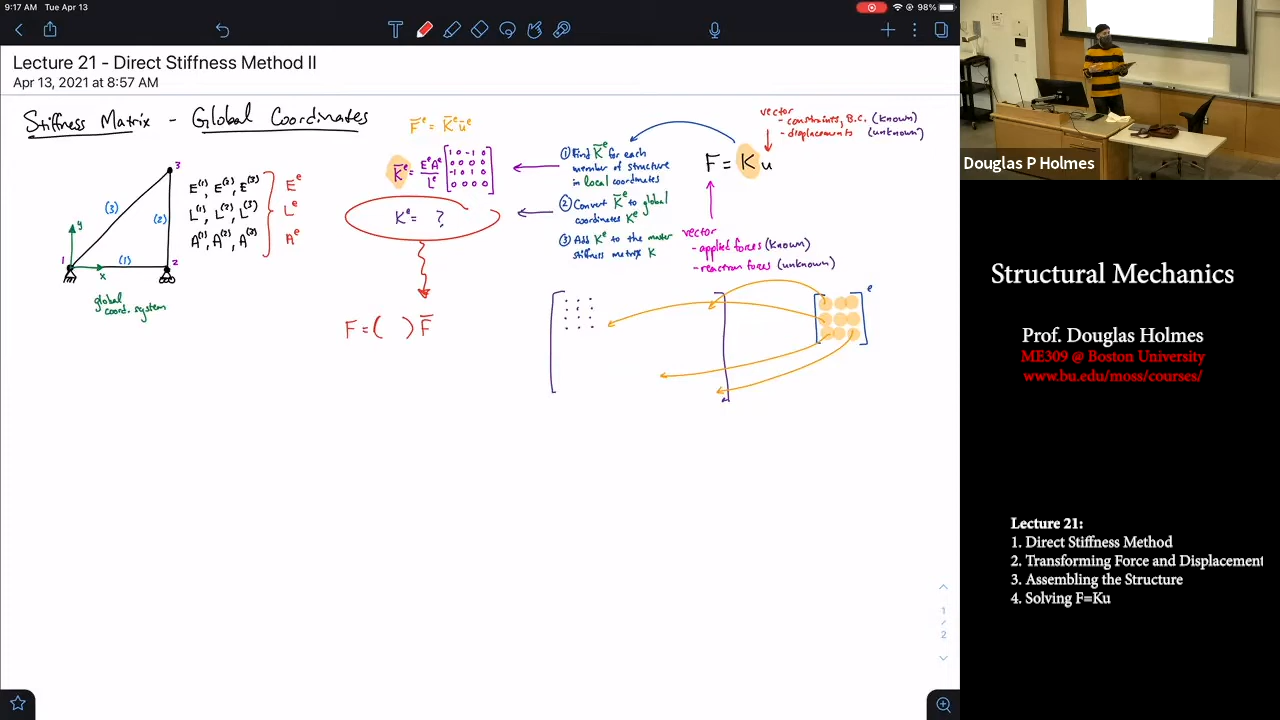 9:17 AM Tue Apr 13
98%
Lecture 21 - Direct Stiffness Method II
Apr 13, 2021 at 8:57 AM
Stiffness Matrix - Global Coordinates
F̄ᵉ = K̄ᵉūᵉ
K̄ᵉ = EᵉAᵉ/Lᵉ [1 0 -1 0
0 0 0 0
-1 0 1 0
0 0 0 0]
Kᵉ = ?
F = ( ) F̄
3
(3)
(2)
y
1
x
(1)
2
global
coord. system
E⁽¹⁾, E⁽²⁾, E⁽³⁾
L⁽¹⁾, L⁽²⁾, L⁽³⁾
A⁽¹⁾, A⁽²⁾, A⁽³⁾
Eᵉ
Lᵉ
Aᵉ
① Find K̄ᵉ for each
member of structure
in local coordinates
② Convert K̄ᵉ to global
coordinates Kᵉ
③ Add Kᵉ to the master
stiffness matrix K
vector
- constraints, B.C. (known)
- displacements (unknown)
F = K u
vector
- applied forces (known)
- reaction forces (unknown)
e
1
/
2
Douglas P Holmes
Structural Mechanics
Prof. Douglas Holmes
ME309 @ Boston University
www.bu.edu/moss/courses/
Lecture 21:
1. Direct Stiffness Method
2. Transforming Force and Displacement
3. Assembling the Structure
4. Solving F=Ku